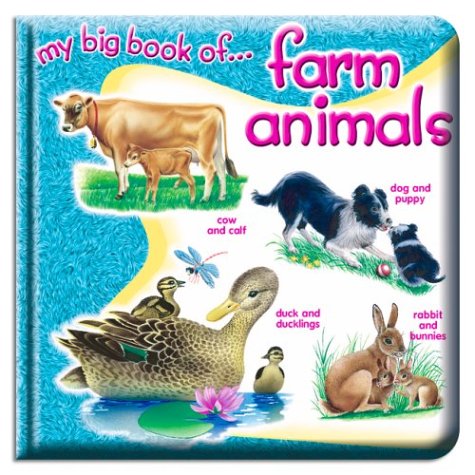 my big book of...
farm
animals
cow
and calf
dog and
puppy
duck and
ducklings
rabbit
and
bunnies